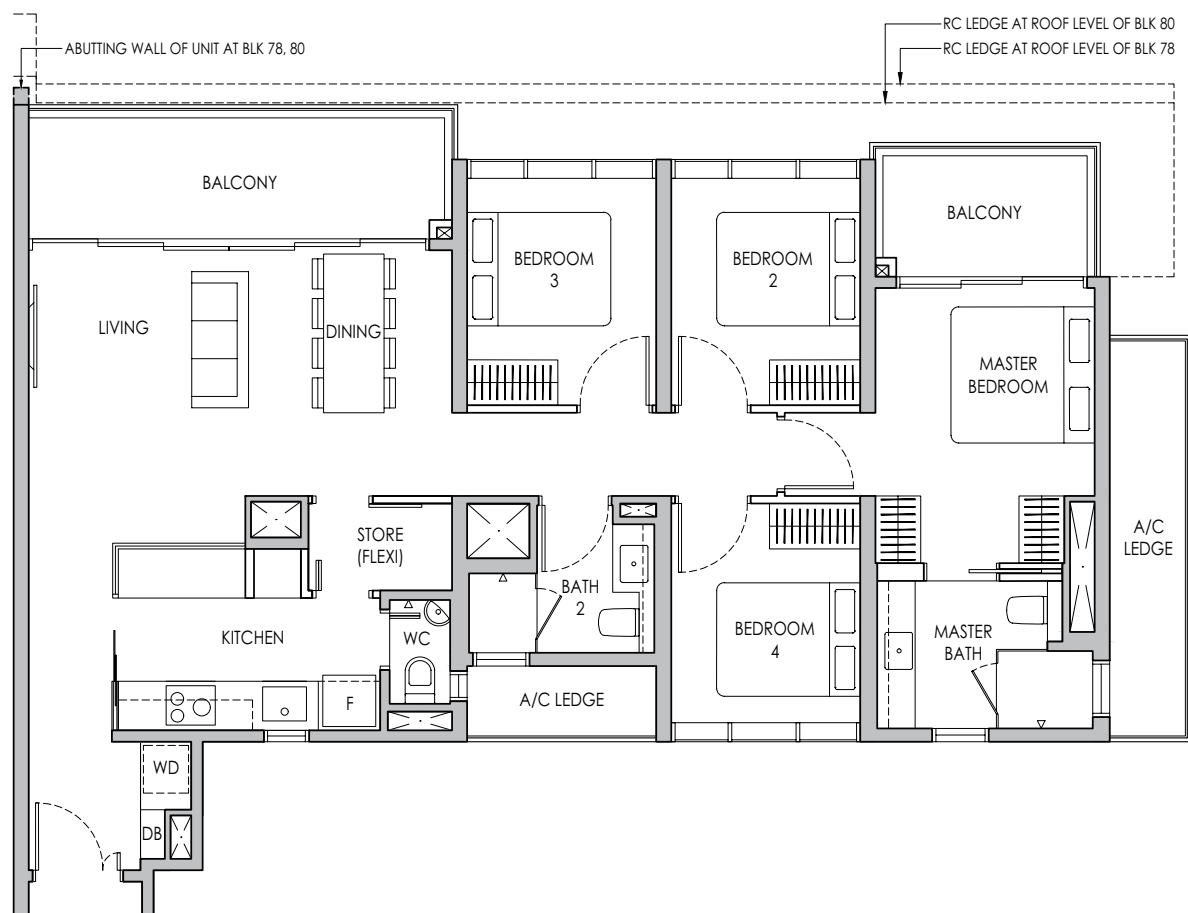 RC LEDGE AT ROOF LEVEL OF BLK 80
ABUTTING WALL OF UNIT AT BLK 78, 80
RC LEDGE AT ROOF LEVEL OF BLK 78
BALCONY
BALCONY
BEDROOM
3
BEDROOM
2
LIVING
DINING
MASTER
BEDROOM
STORE
(FLEXI)
A/C
LEDGE
BATH
2
KITCHEN
WC
BEDROOM
4
MASTER
BATH
F
A/C LEDGE
WD
DB